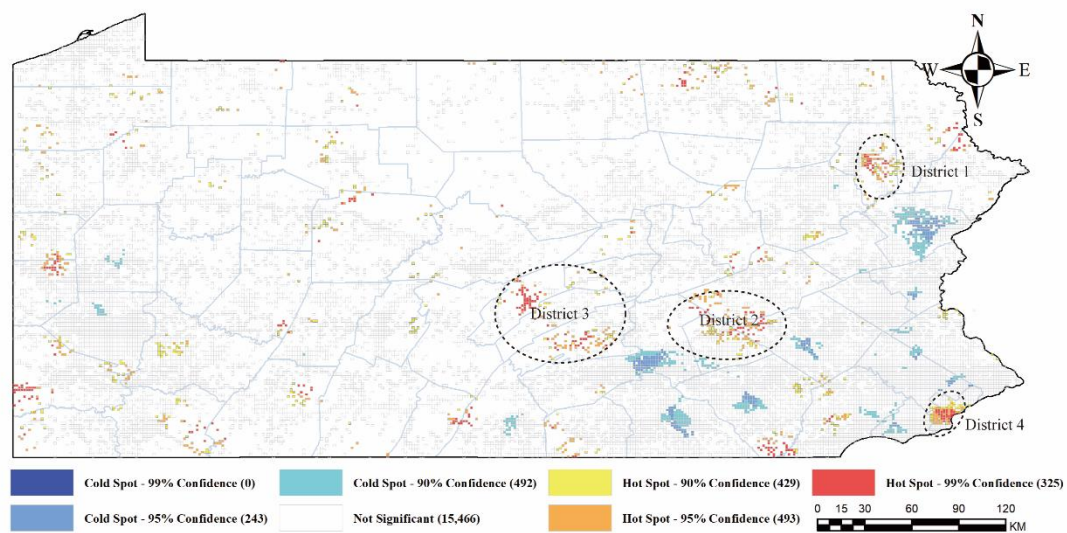 N
W E
S
District 1
District 3
District 2
District 4
Cold Spot - 99% Confidence (0)
Cold Spot - 90% Confidence (492)
Hot Spot - 90% Confidence (429)
Hot Spot - 99% Confidence (325)
Cold Spot - 95% Confidence (243)
Not Significant (15,466)
Hot Spot - 95% Confidence (493)
0 15 30 60 90 120
KM